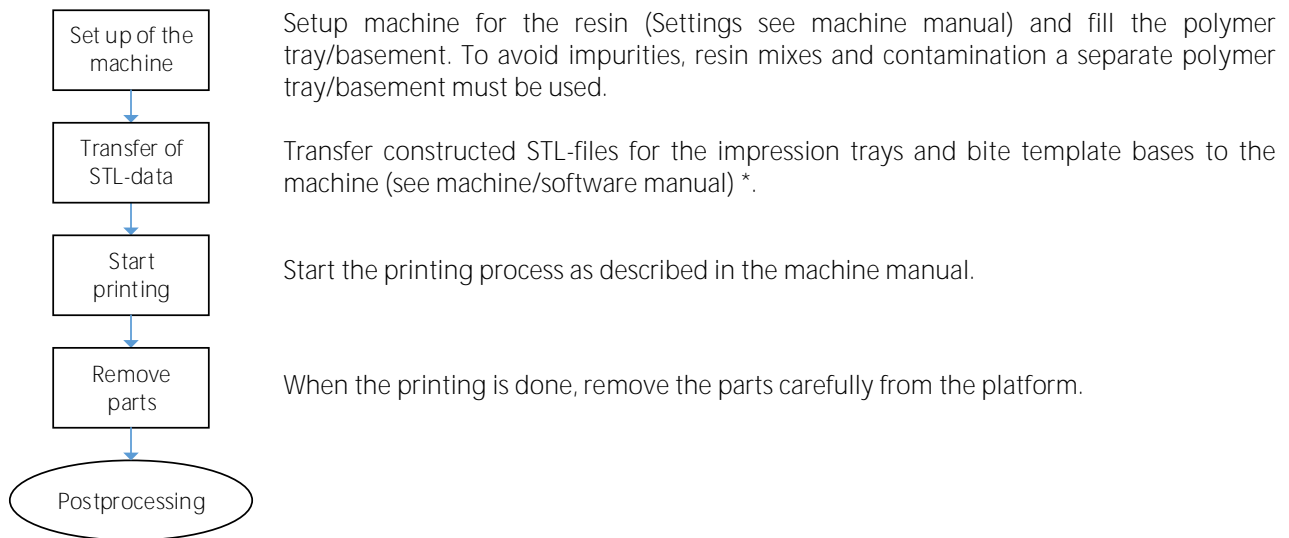 Set up of the
machine
Setup machine for the resin (Settings see machine manual) and fill the polymer
tray/basement. To avoid impurities, resin mixes and contamination a separate polymer
tray/basement must be used.
Transfer of
STL-data
Transfer constructed STL-files for the impression trays and bite template bases to the
machine (see machine/software manual) *.
Start
printing
Start the printing process as described in the machine manual.
Remove
parts
When the printing is done, remove the parts carefully from the platform.
Postprocessing